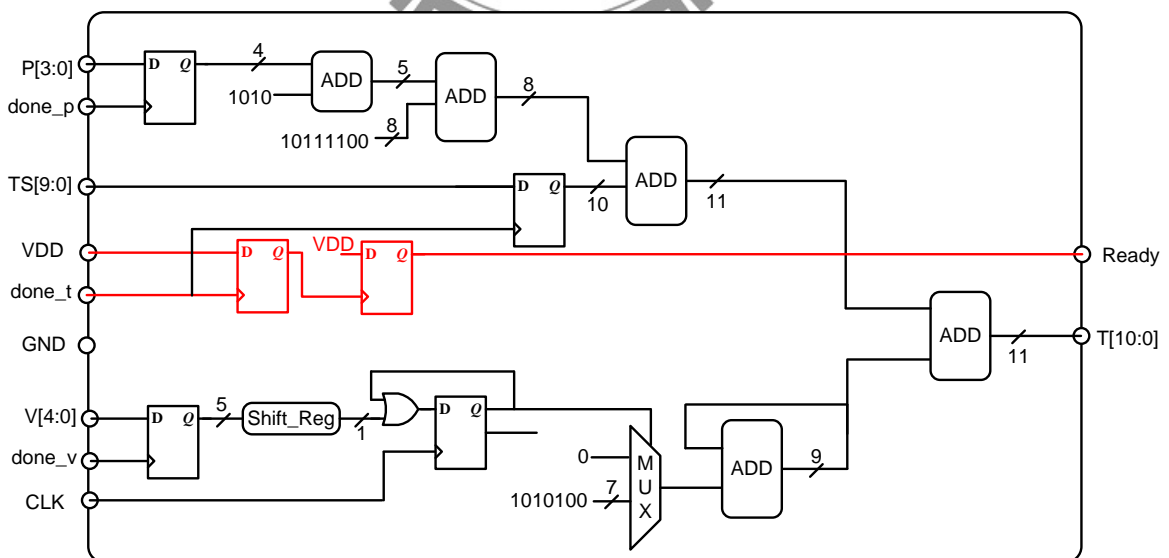 P[3:0]
D Q
4
ADD
5
ADD
8
done_p
1010
10111100
8
TS[9:0]
D Q
10
ADD
11
VDD
D Q
VDD
D Q
Ready
done_t
GND
ADD
11
T[10:0]
V[4:0]
D Q
5
Shift_Reg
1
D Q
done_v
CLK
0
1010100
7
MUX
ADD
9